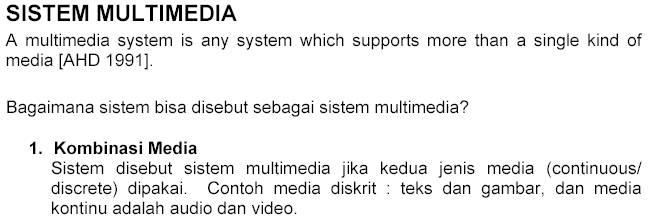 SISTEM MULTIMEDIA
A multimedia system is any system which supports more than a single kind of
media [AHD 1991].
Bagaimana sistem bisa disebut sebagai sistem multimedia?
1. Kombinasi Media
Sistem disebut sistem multimedia jika kedua jenis media (continuous/
discrete) dipakai. Contoh media diskrit : teks dan gambar, dan media
kontinu adalah audio dan video.